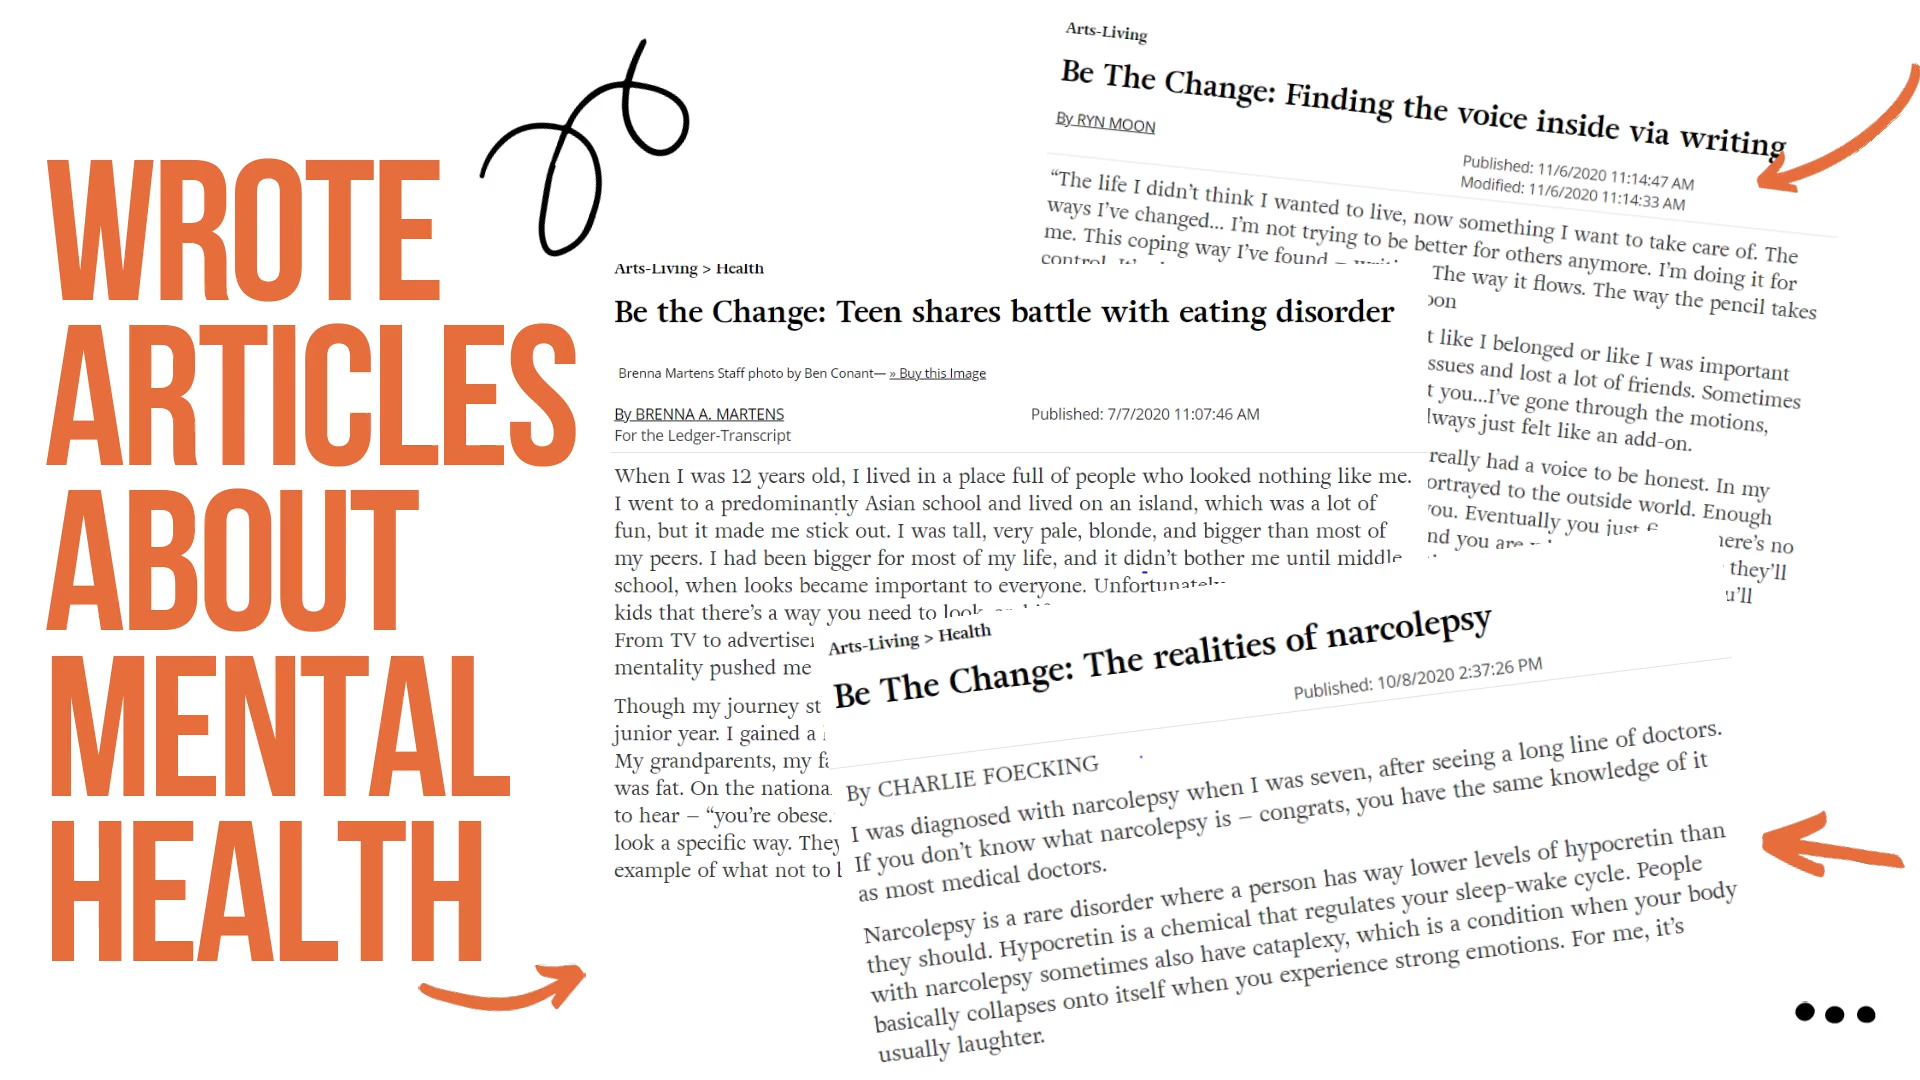 WROTE
ARTICLES
ABOUT
MENTAL
HEALTH
Arts-Living
Be The Change: Finding the voice inside via writing
By RYN MOON
Published: 11/6/2020 11:14:47 AM
Modified: 11/6/2020 11:14:33 AM
“The life I didn’t think I wanted to live, now something I want to take care of. The
ways I’ve changed... I’m not trying to be better for others anymore. I’m doing it for
me. This coping way I’ve found –
The way it flows. The way the pencil takes
t like I belonged or like I was important
ssues and lost a lot of friends. Sometimes
t you...I’ve gone through the motions,
lways just felt like an add-on.
really had a voice to be honest. In my
ortrayed to the outside world. Enough
ou. Eventually you just
nd you are
here’s no
they’ll
u’ll
Arts-Living > Health
Be the Change: Teen shares battle with eating disorder
Brenna Martens Staff photo by Ben Conant— » Buy this Image
By BRENNA A. MARTENS
Published: 7/7/2020 11:07:46 AM
For the Ledger-Transcript
When I was 12 years old, I lived in a place full of people who looked nothing like me.
I went to a predominantly Asian school and lived on an island, which was a lot of
fun, but it made me stick out. I was tall, very pale, blonde, and bigger than most of
my peers. I had been bigger for most of my life, and it didn’t bother me until middle
school, when looks became important to everyone. Unfortunately
kids that there’s a way you need to look
From TV to advertise
mentality pushed me
Though my journey st
junior year. I gained a
My grandparents, my fa
was fat. On the nationa
to hear – “you’re obese.
look a specific way. They
example of what not to
Arts-Living > Health
Be The Change: The realities of narcolepsy
Published: 10/8/2020 2:37:26 PM
By CHARLIE FOECKING
I was diagnosed with narcolepsy when I was seven, after seeing a long line of doctors.
If you don’t know what narcolepsy is – congrats, you have the same knowledge of it
as most medical doctors.
Narcolepsy is a rare disorder where a person has way lower levels of hypocretin than
they should. Hypocretin is a chemical that regulates your sleep-wake cycle. People
with narcolepsy sometimes also have cataplexy, which is a condition when your body
basically collapses onto itself when you experience strong emotions. For me, it’s
usually laughter.